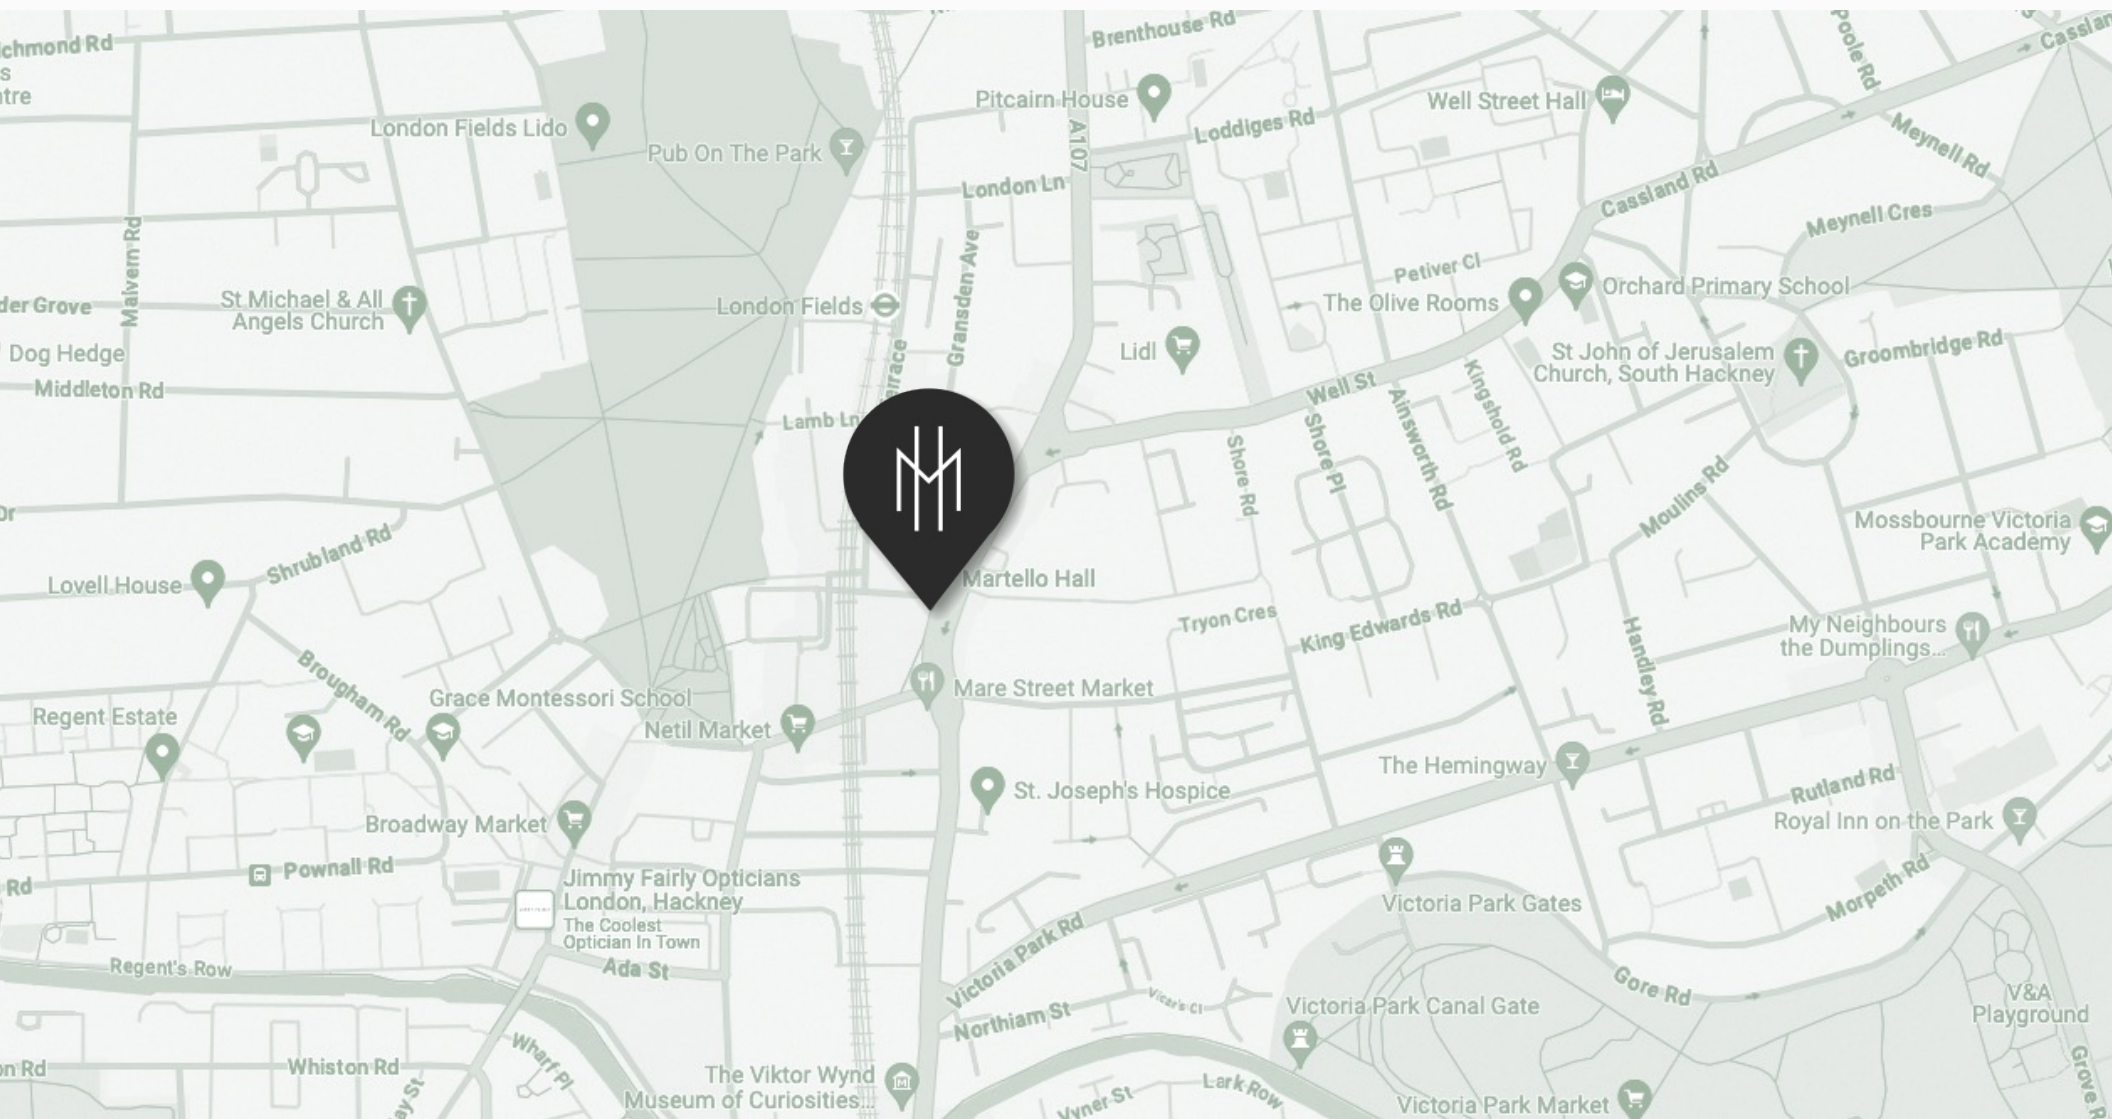 Brenthouse Rd
Poole Rd
Richmond Rd
Pitcairn House
Well Street Hall
London Fields Lido
A107
Loddiges Rd
Meynell Rd
Pub On The Park
London Ln
Cassland Rd
Malvern Rd
Meynell Cres
Gransden Ave
Petiver Cl
St Michael & All
Angels Church
London Fields
The Olive Rooms
Orchard Primary School
Dog Hedge
Lidl
St John of Jerusalem
Church, South Hackney
Groombridge Rd
Middleton Rd
Lamb Ln
Well St
Kingshold Rd
Ainsworth Rd
Shore Pl
Shore Rd
Moulins Rd
Mossbourne Victoria
Park Academy
Shrubland Rd
Lovell House
Martello Hall
Tryon Cres
King Edwards Rd
Handley Rd
My Neighbours
the Dumplings...
Brougham Rd
Grace Montessori School
Mare Street Market
Regent Estate
Netil Market
The Hemingway
Rutland Rd
St. Joseph's Hospice
Broadway Market
Royal Inn on the Park
Pownall Rd
Rd
Jimmy Fairly Opticians
London, Hackney
The Coolest
Optician In Town
Victoria Park Gates
Morpeth Rd
Victoria Park Rd
Regent's Row
Ada St
Gore Rd
Vicar's Cl
Victoria Park Canal Gate
V&A
Playground
Northiam St
Wharf Pl
Whiston Rd
The Viktor Wynd
Museum of Curiosities...
Lark Row
Vyner St
Victoria Park Market